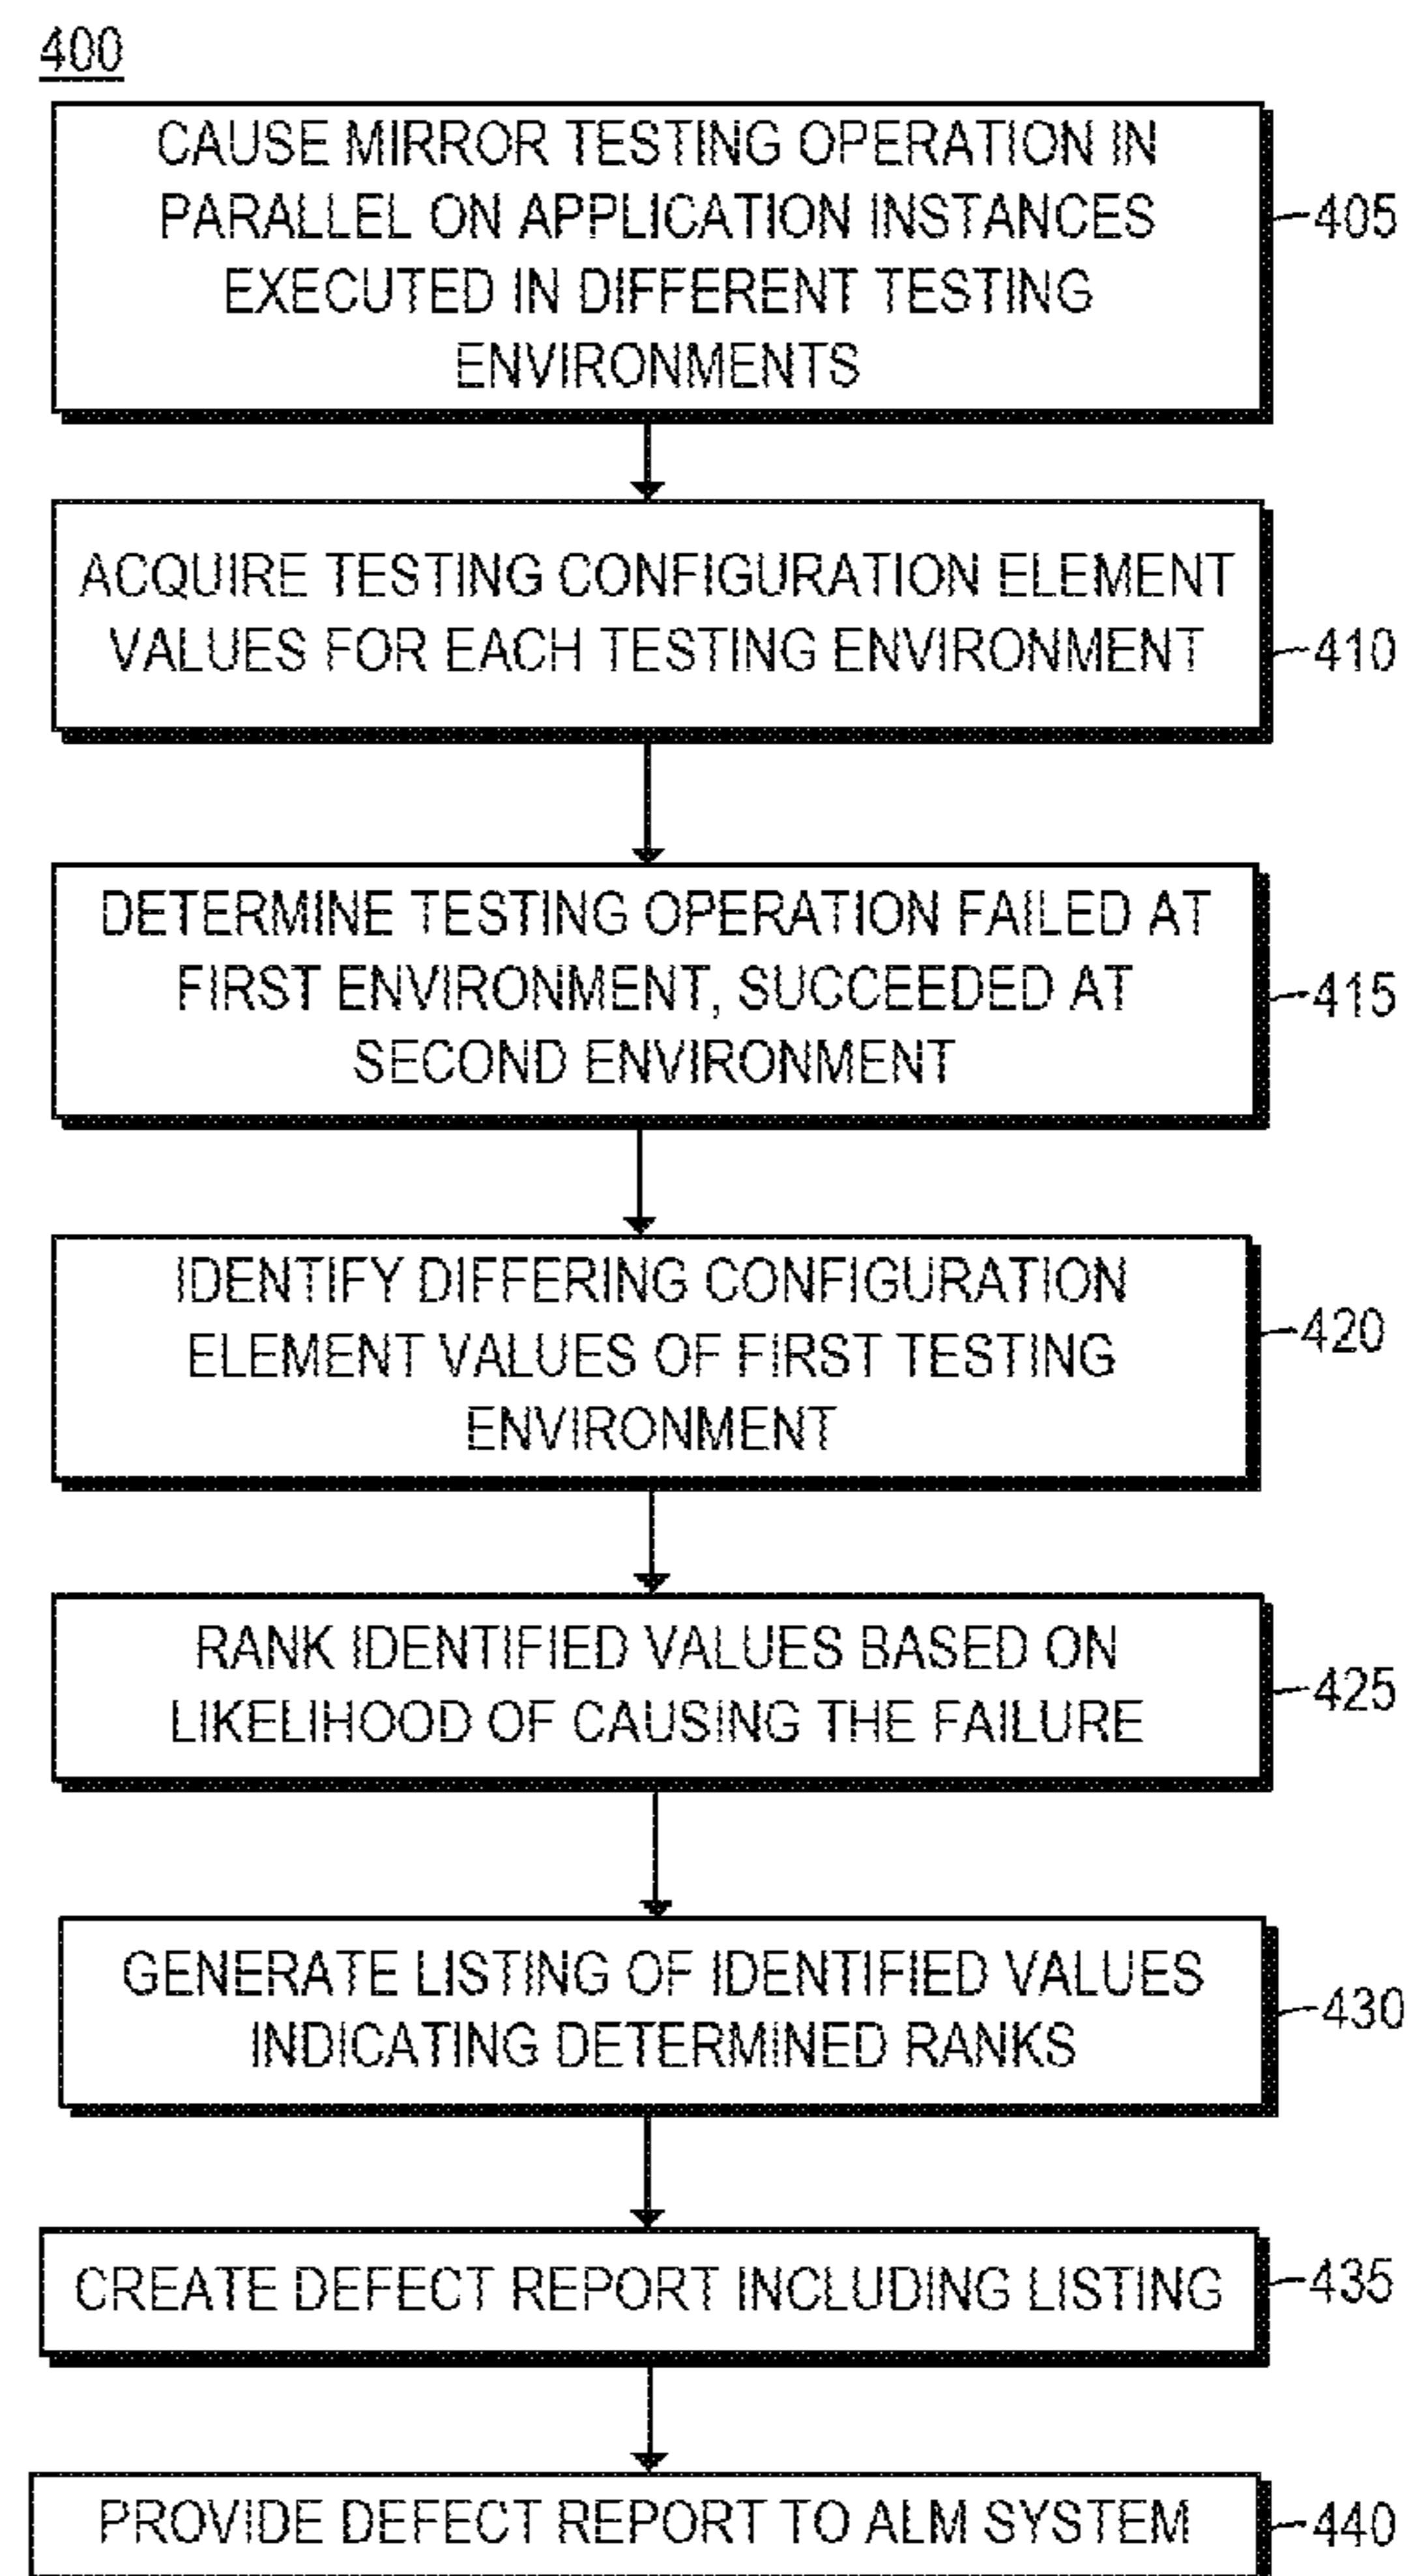 400
CAUSE MIRROR TESTING OPERATION IN
PARALLEL ON APPLICATION INSTANCES
EXECUTED IN DIFFERENT TESTING
ENVIRONMENTS
405
ACQUIRE TESTING CONFIGURATION ELEMENT
VALUES FOR EACH TESTING ENVIRONMENT
410
DETERMINE TESTING OPERATION FAILED AT
FIRST ENVIRONMENT, SUCCEEDED AT
SECOND ENVIRONMENT
415
IDENTIFY DIFFERING CONFIGURATION
ELEMENT VALUES OF FIRST TESTING
ENVIRONMENT
420
RANK IDENTIFIED VALUES BASED ON
LIKELIHOOD OF CAUSING THE FAILURE
425
GENERATE LISTING OF IDENTIFIED VALUES
INDICATING DETERMINED RANKS
430
CREATE DEFECT REPORT INCLUDING LISTING
435
PROVIDE DEFECT REPORT TO ALM SYSTEM
440